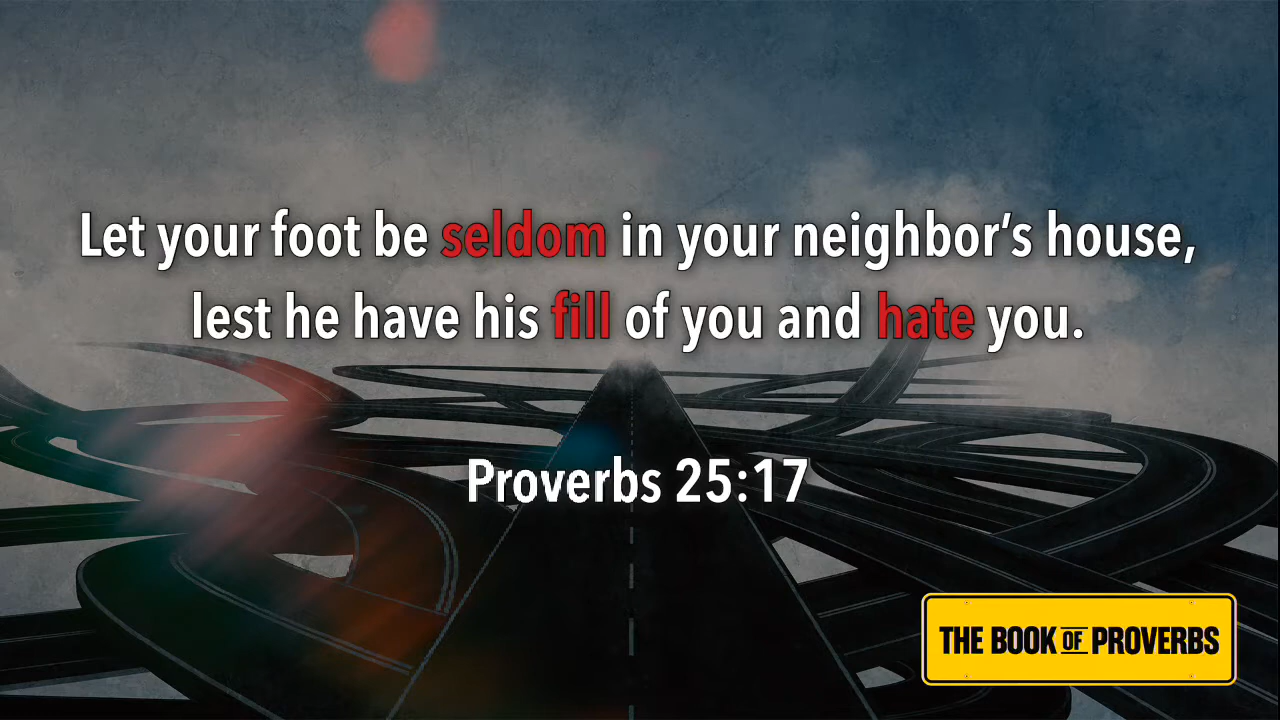 Let your foot be seldom in your neighbor’s house,
lest he have his fill of you and hate you.
Proverbs 25:17
THE BOOK OF PROVERBS